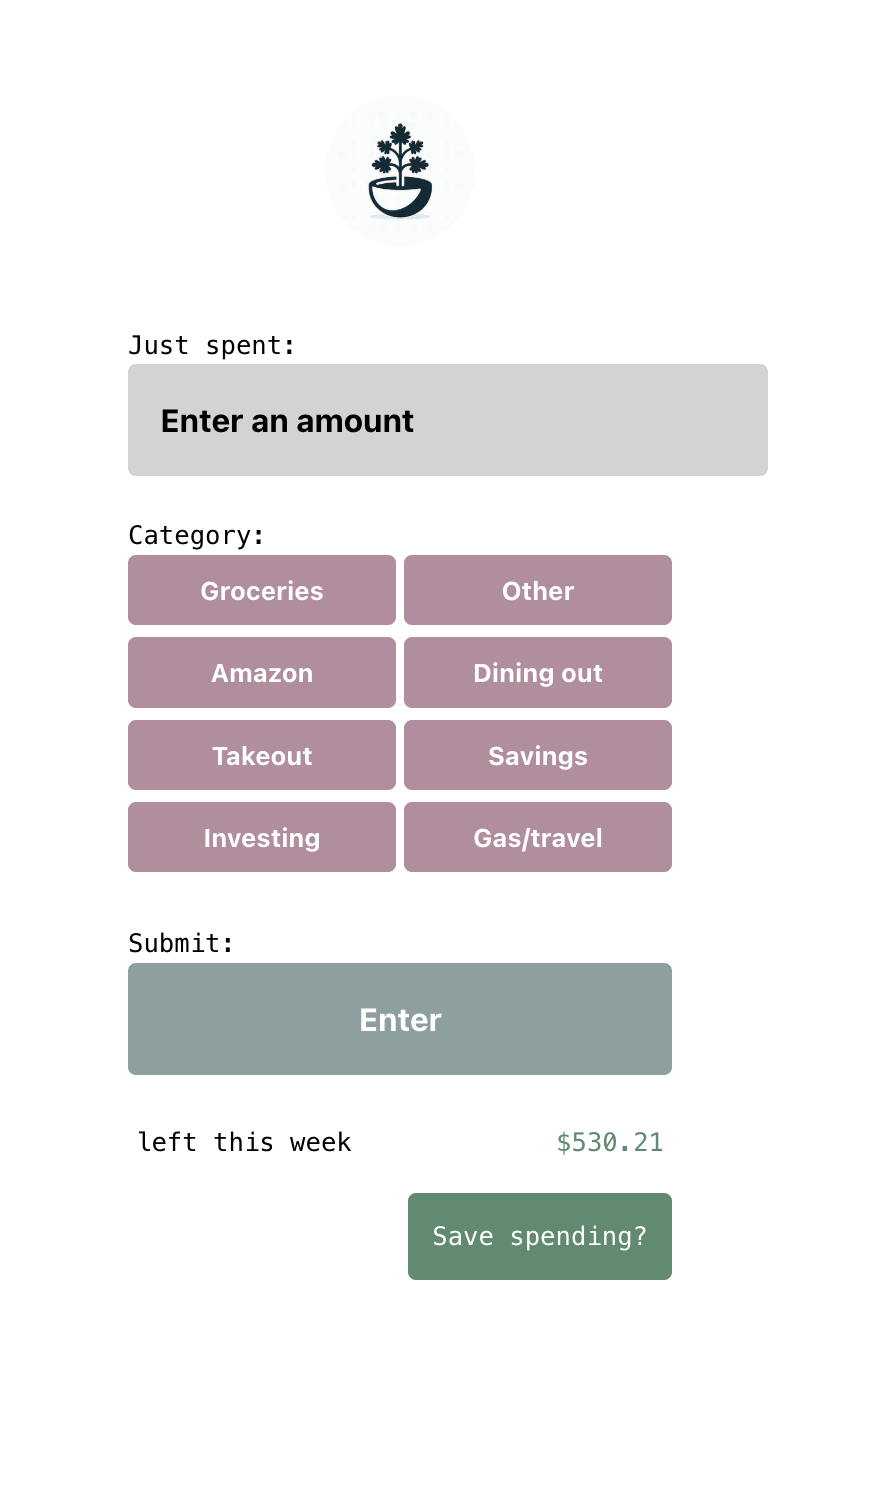 Just spent:
Enter an amount
Category:
Groceries
Other
Amazon
Dining out
Takeout
Savings
Investing
Gas/travel
Submit:
Enter
left this week $530.21
Save spending?